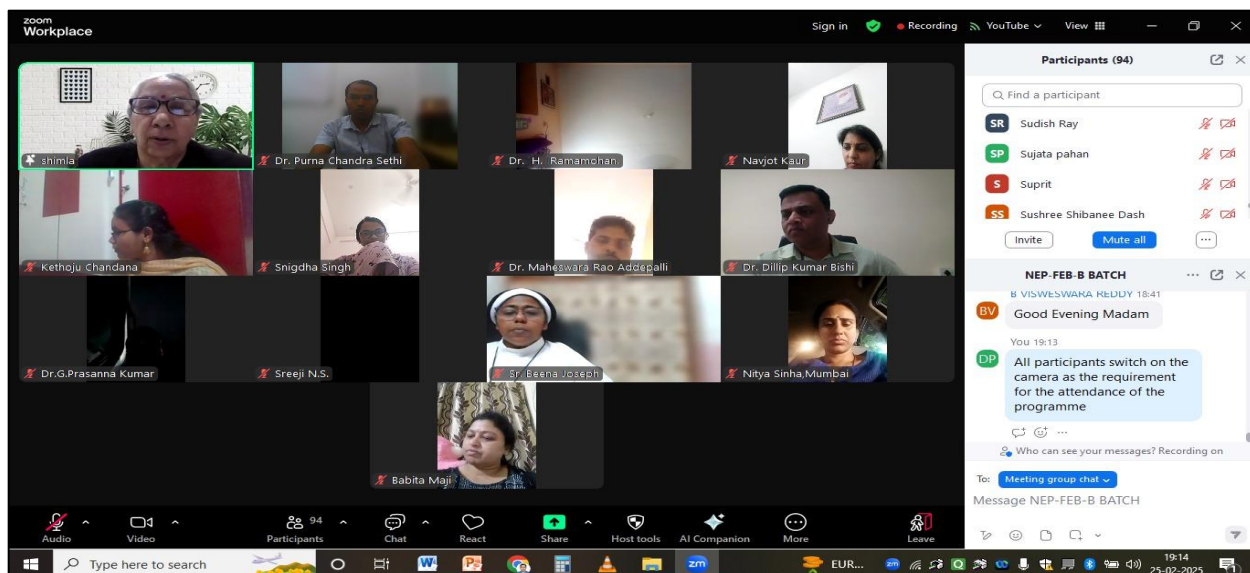 zoom
Workplace
Sign in
Recording
YouTube
View
Participants (94)
Find a participant
SR Sudish Ray
SP Sujata pahan
S Suprit
SS Sushree Shibanee Dash
Invite
Mute all
shimla
Dr. Purna Chandra Sethi
Dr. H. Ramamohan
Navjot Kaur
Kethoju Chandana
Snigdha Singh
Dr. Maheswara Rao Addepalli
Dr. Dillip Kumar Bishi
Dr.G.Prasanna Kumar
Sreeji N.S.
Sr. Beena Joseph
Nitya Sinha,Mumbai
Babita Maji
NEP-FEB-B BATCH
B VISWESWARA REDDY 18:41
BV Good Evening Madam
You 19:13
DP All participants switch on the
camera as the requirement
for the attendance of the
programme
Who can see your messages? Recording on
To: Meeting group chat
Message NEP-FEB-B BATCH
Audio
Video
94
Participants
Chat
React
Share
Host tools
AI Companion
More
Leave
Type here to search
zm
EUR...
zm
19:14
25-02-2025